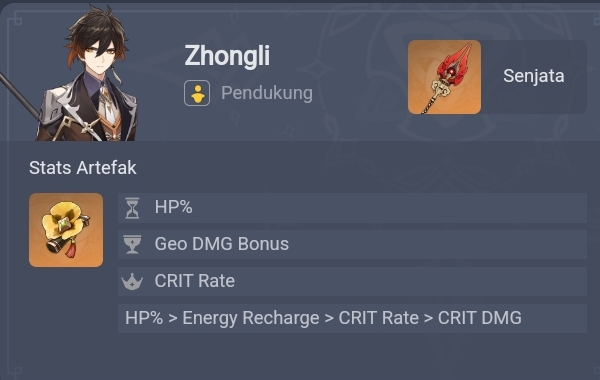 Zhongli
Pendukung
Senjata
Stats Artefak
HP%
Geo DMG Bonus
CRIT Rate
HP% > Energy Recharge > CRIT Rate > CRIT DMG